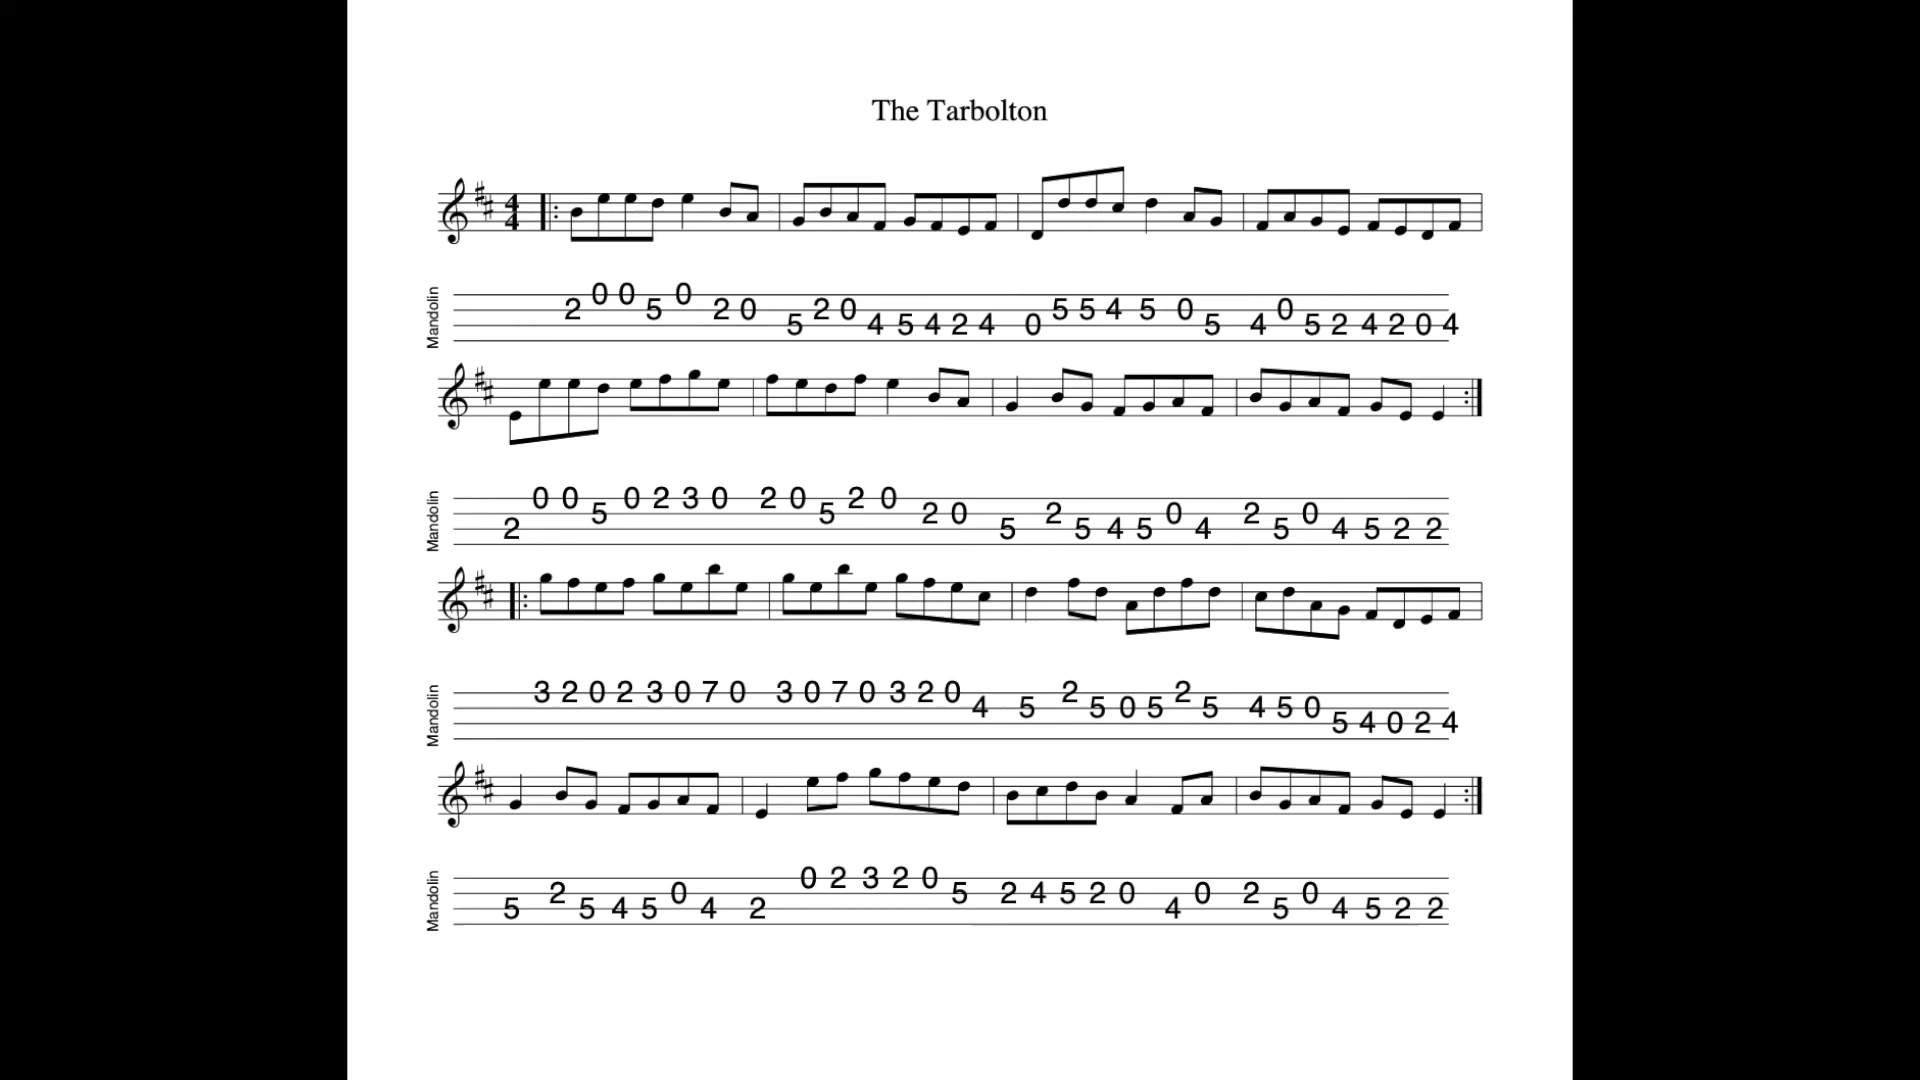 The Tarbolton
4
4
Mandolin
2 0 0 5 0 2 0 5 2 0 4 5 4 2 4 0 5 5 4 5 0 5 4 0 5 2 4 2 0 4
Mandolin
2 0 0 5 0 2 3 0 2 0 5 2 0 2 0 5 2 5 4 5 0 4 2 5 0 4 5 2 2
Mandolin
3 2 0 2 3 0 7 0 3 0 7 0 3 2 0 4 5 2 5 0 5 2 5 4 5 0 5 4 0 2 4
Mandolin
5 2 5 4 5 0 4 2 0 2 3 2 0 5 2 4 5 2 0 4 0 2 5 0 4 5 2 2